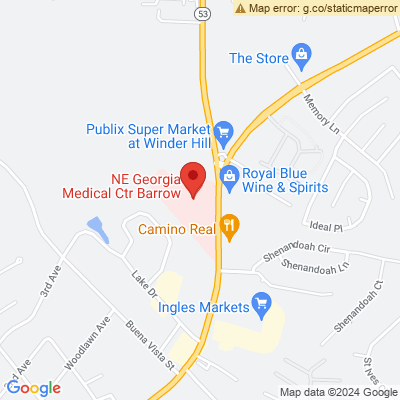 Map error: g.co/staticmaperror
53
The Store
Memory Ln
Publix Super Market
at Winder Hill
NE Georgia
Medical Ctr Barrow
Royal Blue
Wine & Spirits
Ideal Pl
Camino Real
Shenandoah Cir
Shenandoah Ln
3rd Ave
Lake Dr
Ingles Markets
Shenandoah Ct
Woodlawn Ave
Buena Vista St
rd Ave
St Ives
Google
Map data ©2024 Google